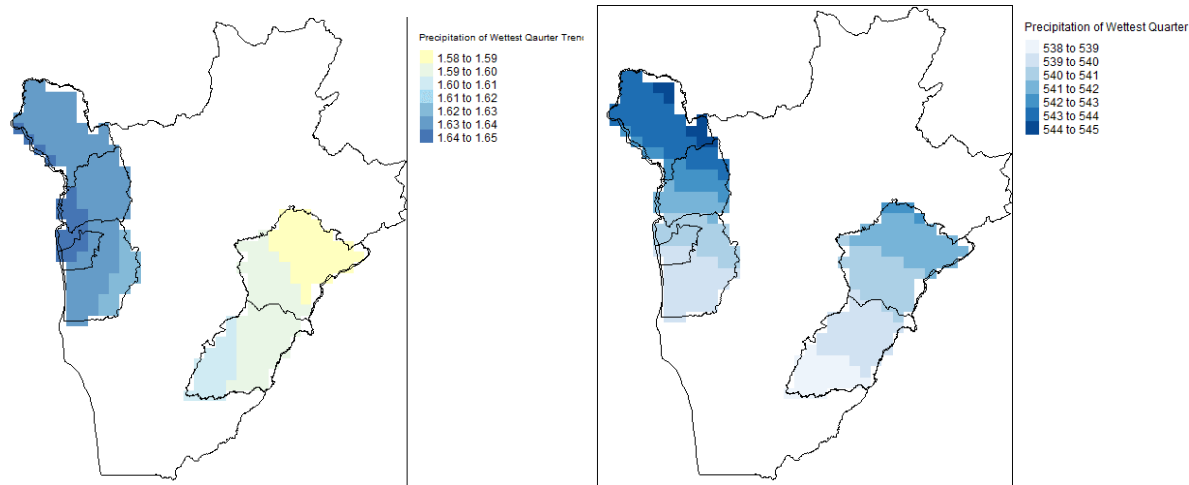 Precipitation of Wettest Qaurter Trend
1.58 to 1.59
1.59 to 1.60
1.60 to 1.61
1.61 to 1.62
1.62 to 1.63
1.63 to 1.64
1.64 to 1.65
Precipitation of Wettest Quarter
538 to 539
539 to 540
540 to 541
541 to 542
542 to 543
543 to 544
544 to 545